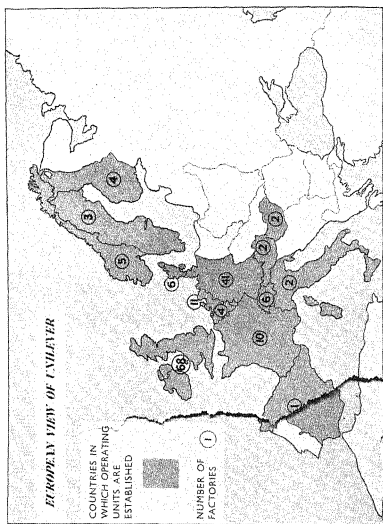 EUROPEAN VIEW OF UNILEVER
COUNTRIES IN
WHICH OPERATING
UNITS ARE
ESTABLISHED
NUMBER OF
FACTORIES
1
4
3
5
6
11
68
41
4
10
6
2
2
2
1